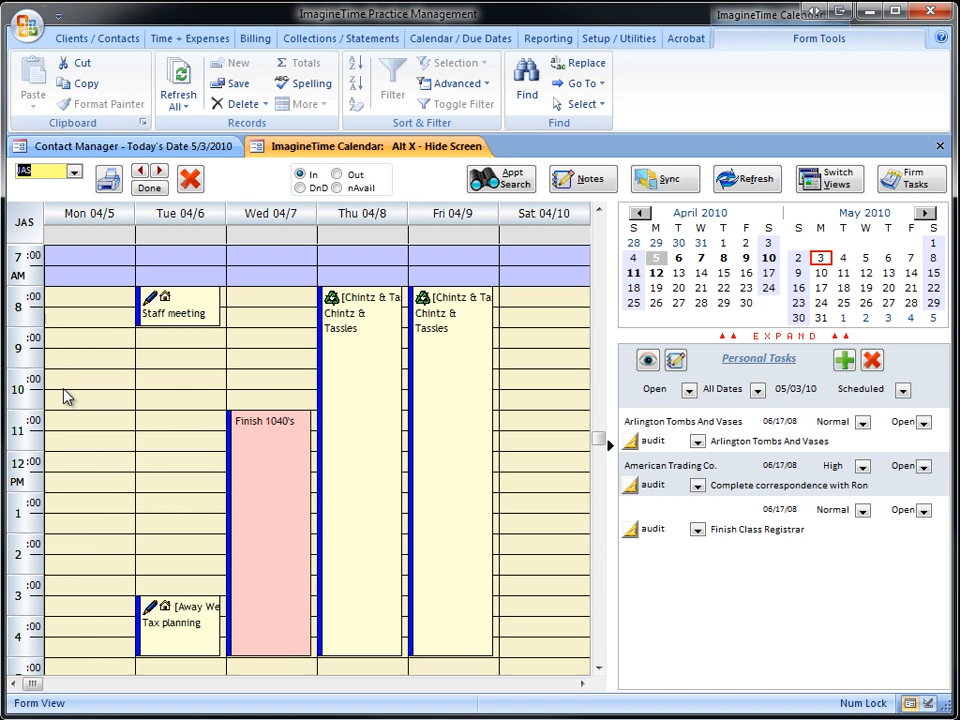 ImagineTime Practice Management
ImagineTime Calendar
Clients / Contacts Time + Expenses Billing Collections / Statements Calendar / Due Dates Reporting Setup / Utilities Acrobat Form Tools
Paste
Cut
Copy
Format Painter
Clipboard
Refresh All
New
Save
Delete
Totals
Spelling
More
Records
Filter
Selection
Advanced
Toggle Filter
Sort & Filter
Find
Replace
Go To
Select
Find
Contact Manager - Today's Date 5/3/2010
ImagineTime Calendar: Alt X - Hide Screen
JAS
Done
In Out
DnD nAvail
Appt Search
Notes
Sync
Refresh
Switch Views
Firm Tasks
JAS Mon 04/5 Tue 04/6 Wed 04/7 Thu 04/8 Fri 04/9 Sat 04/10
7 :00
AM
8 :00
9 :00
10 :00
11 :00
12 :00
PM
1 :00
2 :00
3 :00
4 :00
:00
Staff meeting
[Away We
Tax planning
Finish 1040's
[Chintz & Ta
Chintz &
Tassles
[Chintz & Ta
Chintz &
Tassles
April 2010
S M T W T F S
28 29 30 31 1 2 3
4 5 6 7 8 9 10
11 12 13 14 15 16 17
18 19 20 21 22 23 24
25 26 27 28 29 30
May 2010
S M T W T F S
1
2 3 4 5 6 7 8
9 10 11 12 13 14 15
16 17 18 19 20 21 22
23 24 25 26 27 28 29
30 31 1 2 3 4 5
EXPAND
Personal Tasks
Open All Dates 05/03/10 Scheduled
Arlington Tombs And Vases 06/17/08 Normal Open
audit Arlington Tombs And Vases
American Trading Co. 06/17/08 High Open
audit Complete correspondence with Ron
06/17/08 Normal Open
audit Finish Class Registrar
Form View
Num Lock